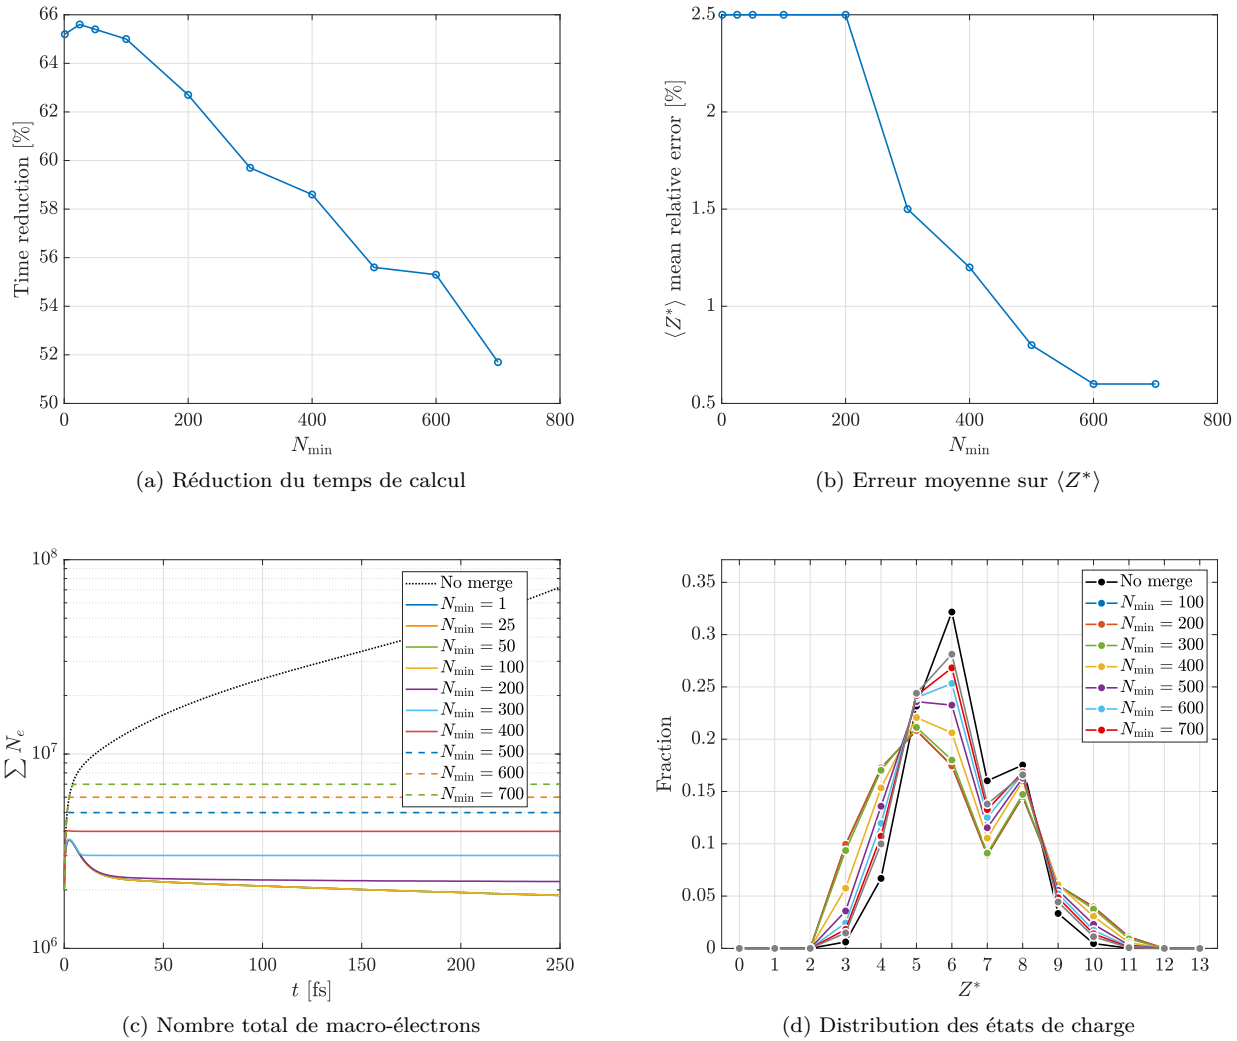 66
64
62
60
58
56
54
52
50
Time reduction [%]
0 200 400 600 800
N_min
(a) Réduction du temps de calcul
2.5
2
1.5
1
0.5
⟨Z*⟩ mean relative error [%]
0 200 400 600 800
N_min
(b) Erreur moyenne sur ⟨Z*⟩
10^8
10^7
10^6
∑ N_e
No merge
N_min = 1
N_min = 25
N_min = 50
N_min = 100
N_min = 200
N_min = 300
N_min = 400
N_min = 500
N_min = 600
N_min = 700
0 50 100 150 200 250
t [fs]
(c) Nombre total de macro-électrons
0.35
0.3
0.25
0.2
0.15
0.1
0.05
0
Fraction
No merge
N_min = 100
N_min = 200
N_min = 300
N_min = 400
N_min = 500
N_min = 600
N_min = 700
0 1 2 3 4 5 6 7 8 9 10 11 12 13
Z*
(d) Distribution des états de charge